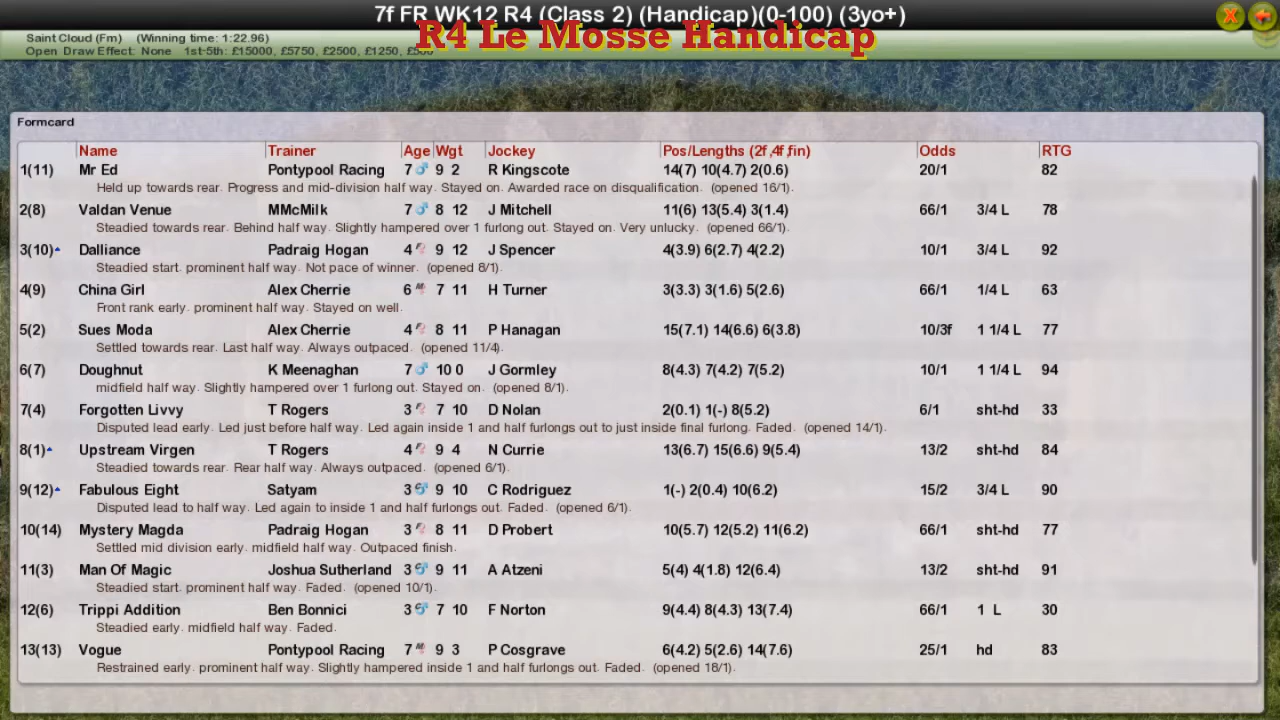 7f FR WK12 R4 (Class 2) (Handicap)(0-100) (3yo+)
R4 Le Mosse Handicap
Saint Cloud (Fm) (Winning time: 1:22.96)
Open Draw Effect: None 1st-5th: £15000, £5750, £2500, £1250, £500
Formcard
Name Trainer Age Wgt Jockey Pos/Lengths (2f,4f,fin) Odds RTG
1(11) Mr Ed Pontypool Racing 7 9 2 R Kingscote 14(7) 10(4.7) 2(0.6) 20/1 82
Held up towards rear. Progress and mid-division half way. Stayed on. Awarded race on disqualification. (opened 16/1).
2(8) Valdan Venue MMcMilk 7 8 12 J Mitchell 11(6) 13(5.4) 3(1.4) 66/1 3/4 L 78
Steadied towards rear. Behind half way. Slightly hampered over 1 furlong out. Stayed on. Very unlucky. (opened 66/1).
3(10) Dalliance Padraig Hogan 4 9 12 J Spencer 4(3.9) 6(2.7) 4(2.2) 10/1 3/4 L 92
Steadied start. prominent half way. Not pace of winner. (opened 8/1).
4(9) China Girl Alex Cherrie 6 7 11 H Turner 3(3.3) 3(1.6) 5(2.6) 66/1 1/4 L 63
Front rank early. prominent half way. Stayed on well.
5(2) Sues Moda Alex Cherrie 4 8 11 P Hanagan 15(7.1) 14(6.6) 6(3.8) 10/3f 1 1/4 L 77
Settled towards rear. Last half way. Always outpaced. (opened 11/4).
6(7) Doughnut K Meenaghan 7 10 0 J Gormley 8(4.3) 7(4.2) 7(5.2) 10/1 1 1/4 L 94
midfield half way. Slightly hampered over 1 furlong out. Stayed on. (opened 8/1).
7(4) Forgotten Livvy T Rogers 3 7 10 D Nolan 2(0.1) 1(-) 8(5.2) 6/1 sht-hd 33
Disputed lead early. Led just before half way. Led again inside 1 and half furlongs out to just inside final furlong. Faded. (opened 14/1).
8(1) Upstream Virgen T Rogers 4 9 4 N Currie 13(6.7) 15(6.6) 9(5.4) 13/2 sht-hd 84
Steadied towards rear. Rear half way. Always outpaced. (opened 6/1).
9(12) Fabulous Eight Satyam 3 9 10 C Rodriguez 1(-) 2(0.4) 10(6.2) 15/2 3/4 L 90
Disputed lead to half way. Led again to inside 1 and half furlongs out. Faded. (opened 6/1).
10(14) Mystery Magda Padraig Hogan 3 8 11 D Probert 10(5.7) 12(5.2) 11(6.2) 66/1 sht-hd 77
Settled mid division early. midfield half way. Outpaced finish.
11(3) Man Of Magic Joshua Sutherland 3 9 11 A Atzeni 5(4) 4(1.8) 12(6.4) 13/2 sht-hd 91
Steadied start. prominent half way. Faded. (opened 10/1).
12(6) Trippi Addition Ben Bonnici 3 7 10 F Norton 9(4.4) 8(4.3) 13(7.4) 66/1 1 L 30
Steadied early. midfield half way. Faded.
13(13) Vogue Pontypool Racing 7 9 3 P Cosgrave 6(4.2) 5(2.6) 14(7.6) 25/1 hd 83
Restrained early. prominent half way. Slightly hampered inside 1 and half furlongs out. Faded. (opened 18/1).